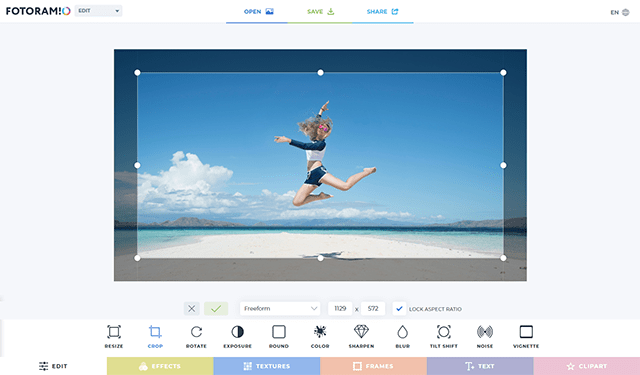 FOTORAMIO EDIT OPEN SAVE SHARE EN
Freeform 1129 x 572 LOCK ASPECT RATIO
RESIZE CROP ROTATE EXPOSURE ROUND COLOR SHARPEN BLUR TILT SHIFT NOISE VIGNETTE
EDIT EFFECTS TEXTURES FRAMES TEXT CLIPART